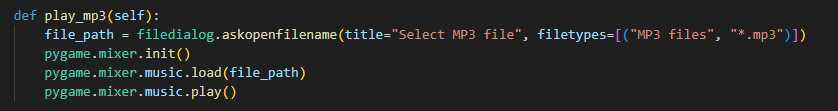 def play_mp3(self):
    file_path = filedialog.askopenfilename(title="Select MP3 file", filetypes=[("MP3 files", "*.mp3")])
    pygame.mixer.init()
    pygame.mixer.music.load(file_path)
    pygame.mixer.music.play()